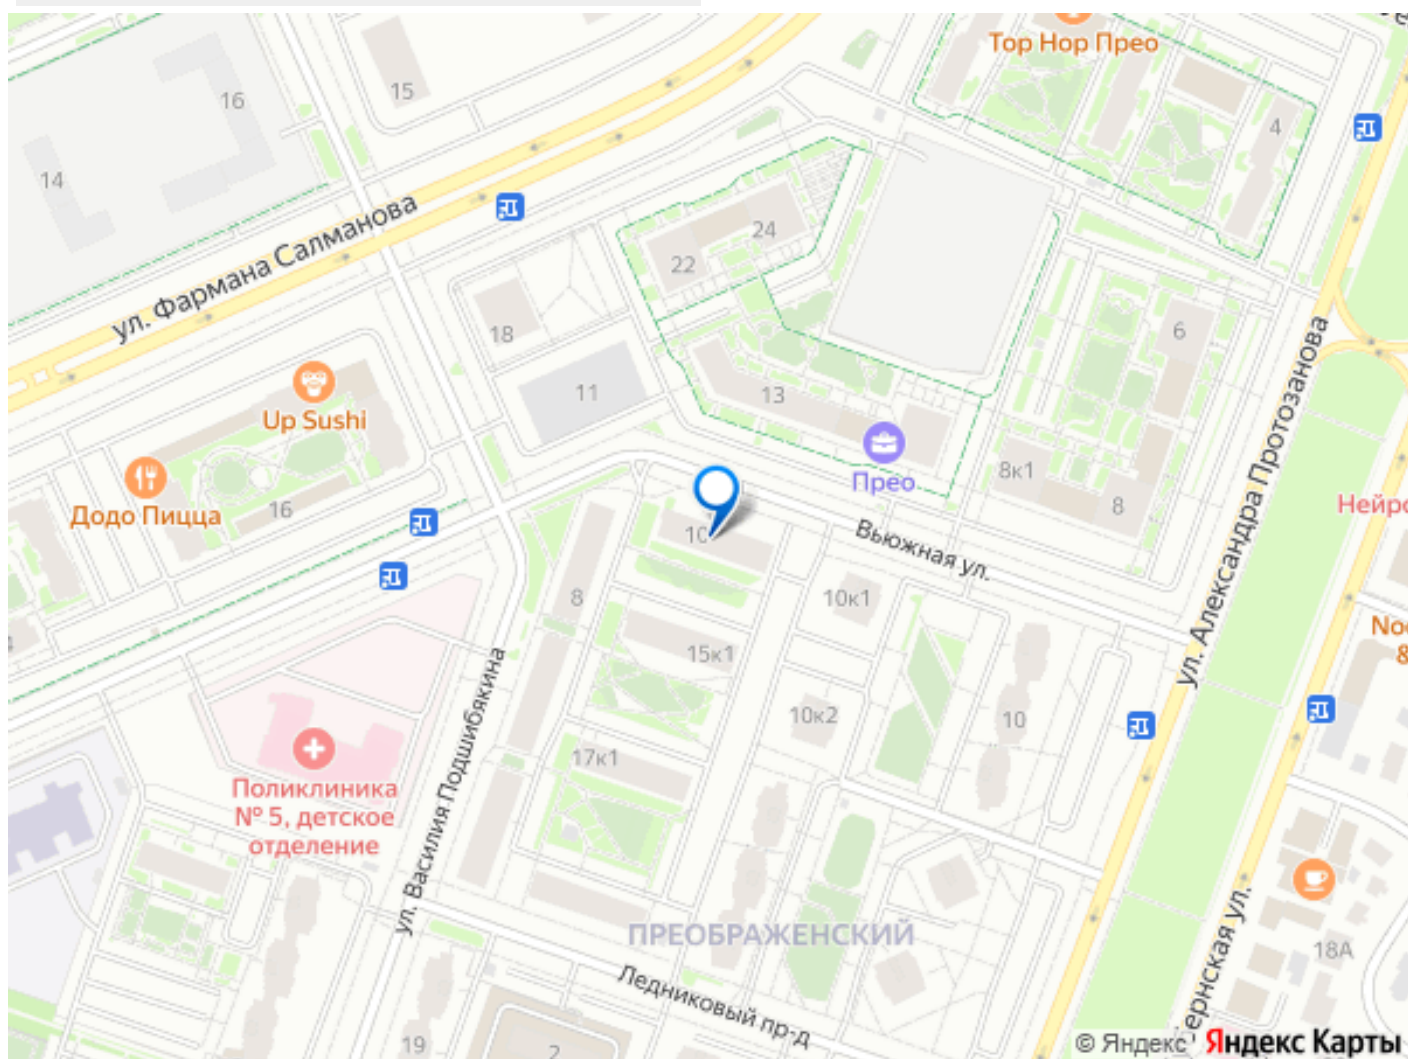 Тор Нор Прео
15
16
4
14
ул. Фармана Салманова
24
22
18
6
ул. Александра Протозанова
Up Sushi
11
13
Прео
8к1
8
Додо Пицца
16
Вьюжная ул.
8
10к1
15к1
10к2
10
17к1
ул. Василия Подшибякина
Поликлиника
№ 5, детское
отделение
ПРЕОБРАЖЕНСКИЙ
18А
Ледниковый пр-д
19
2
© Яндекс
Яндекс Карты